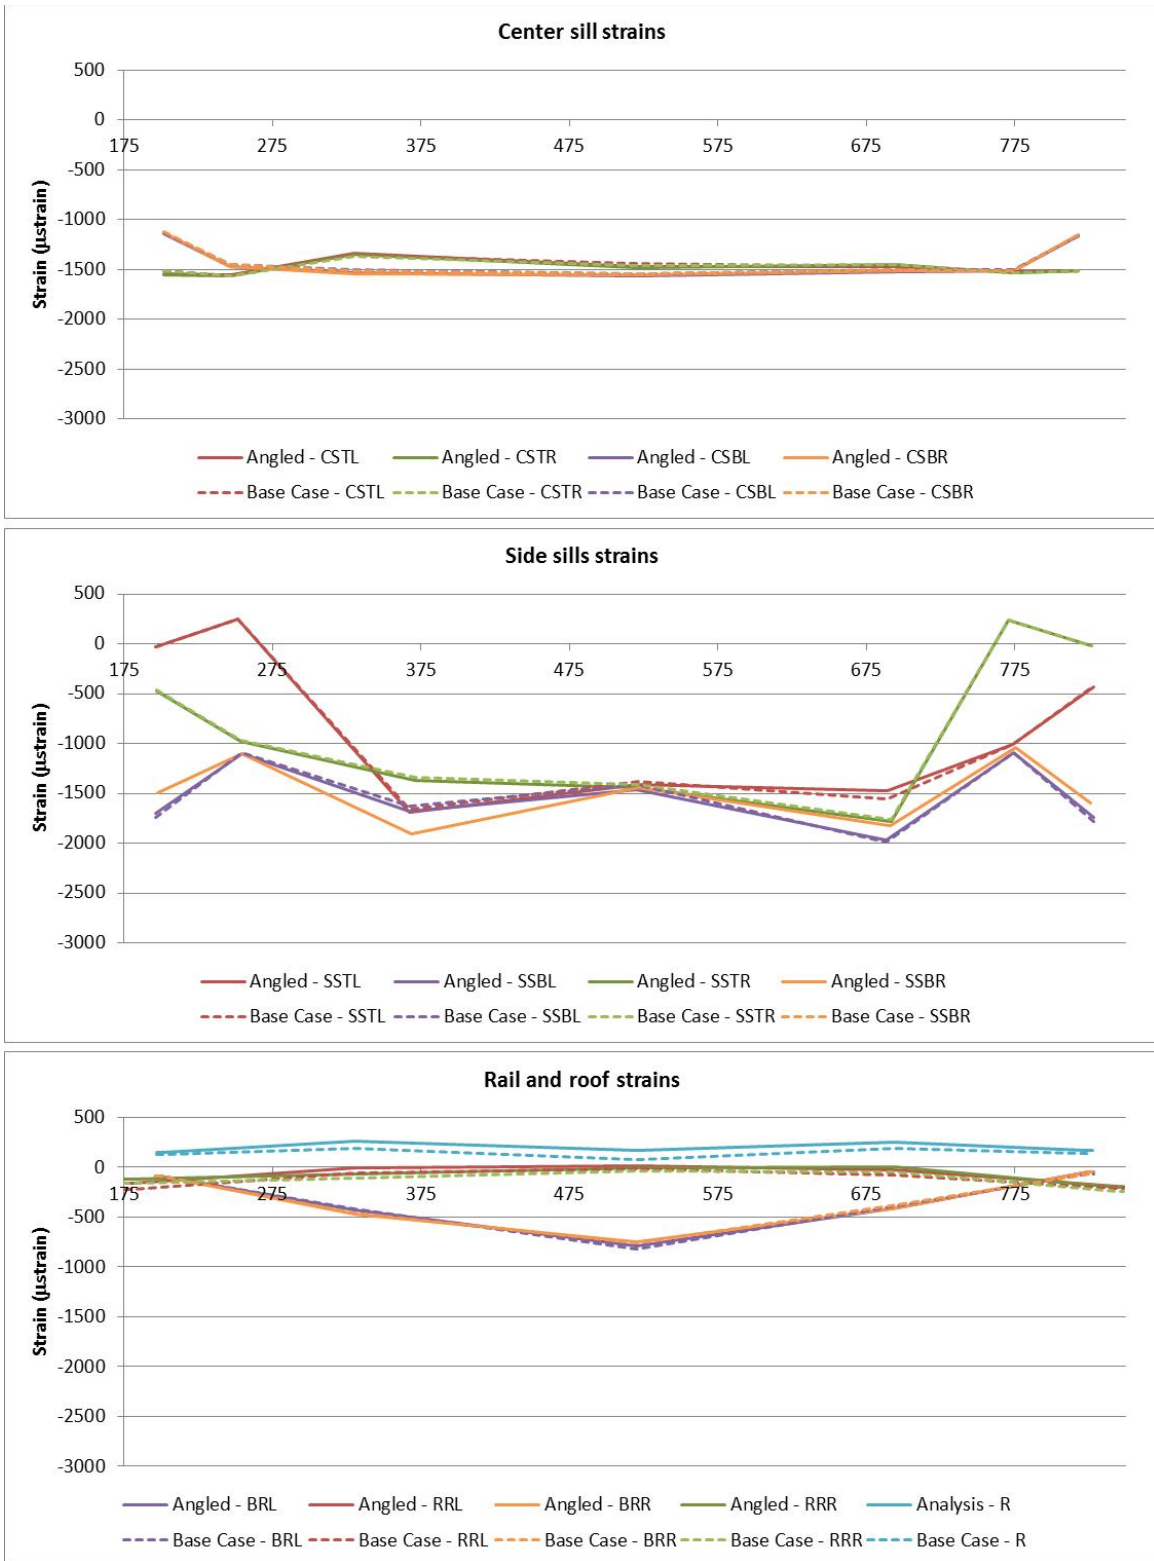 Center sill strains
500
0
175 275 375 475 575 675 775
-500
-1000
-1500
-2000
-2500
-3000
Strain (µstrain)
Angled - CSTL Angled - CSTR Angled - CSBL Angled - CSBR
Base Case - CSTL Base Case - CSTR Base Case - CSBL Base Case - CSBR
Side sills strains
500
0
175 275 375 475 575 675 775
-500
-1000
-1500
-2000
-2500
-3000
Strain (µstrain)
Angled - SSTL Angled - SSBL Angled - SSTR Angled - SSBR
Base Case - SSTL Base Case - SSBL Base Case - SSTR Base Case - SSBR
Rail and roof strains
500
0
175 275 375 475 575 675 775
-500
-1000
-1500
-2000
-2500
-3000
Strain (µstrain)
Angled - BRL Angled - RRL Angled - BRR Angled - RRR Analysis - R
Base Case - BRL Base Case - RRL Base Case - BRR Base Case - RRR Base Case - R